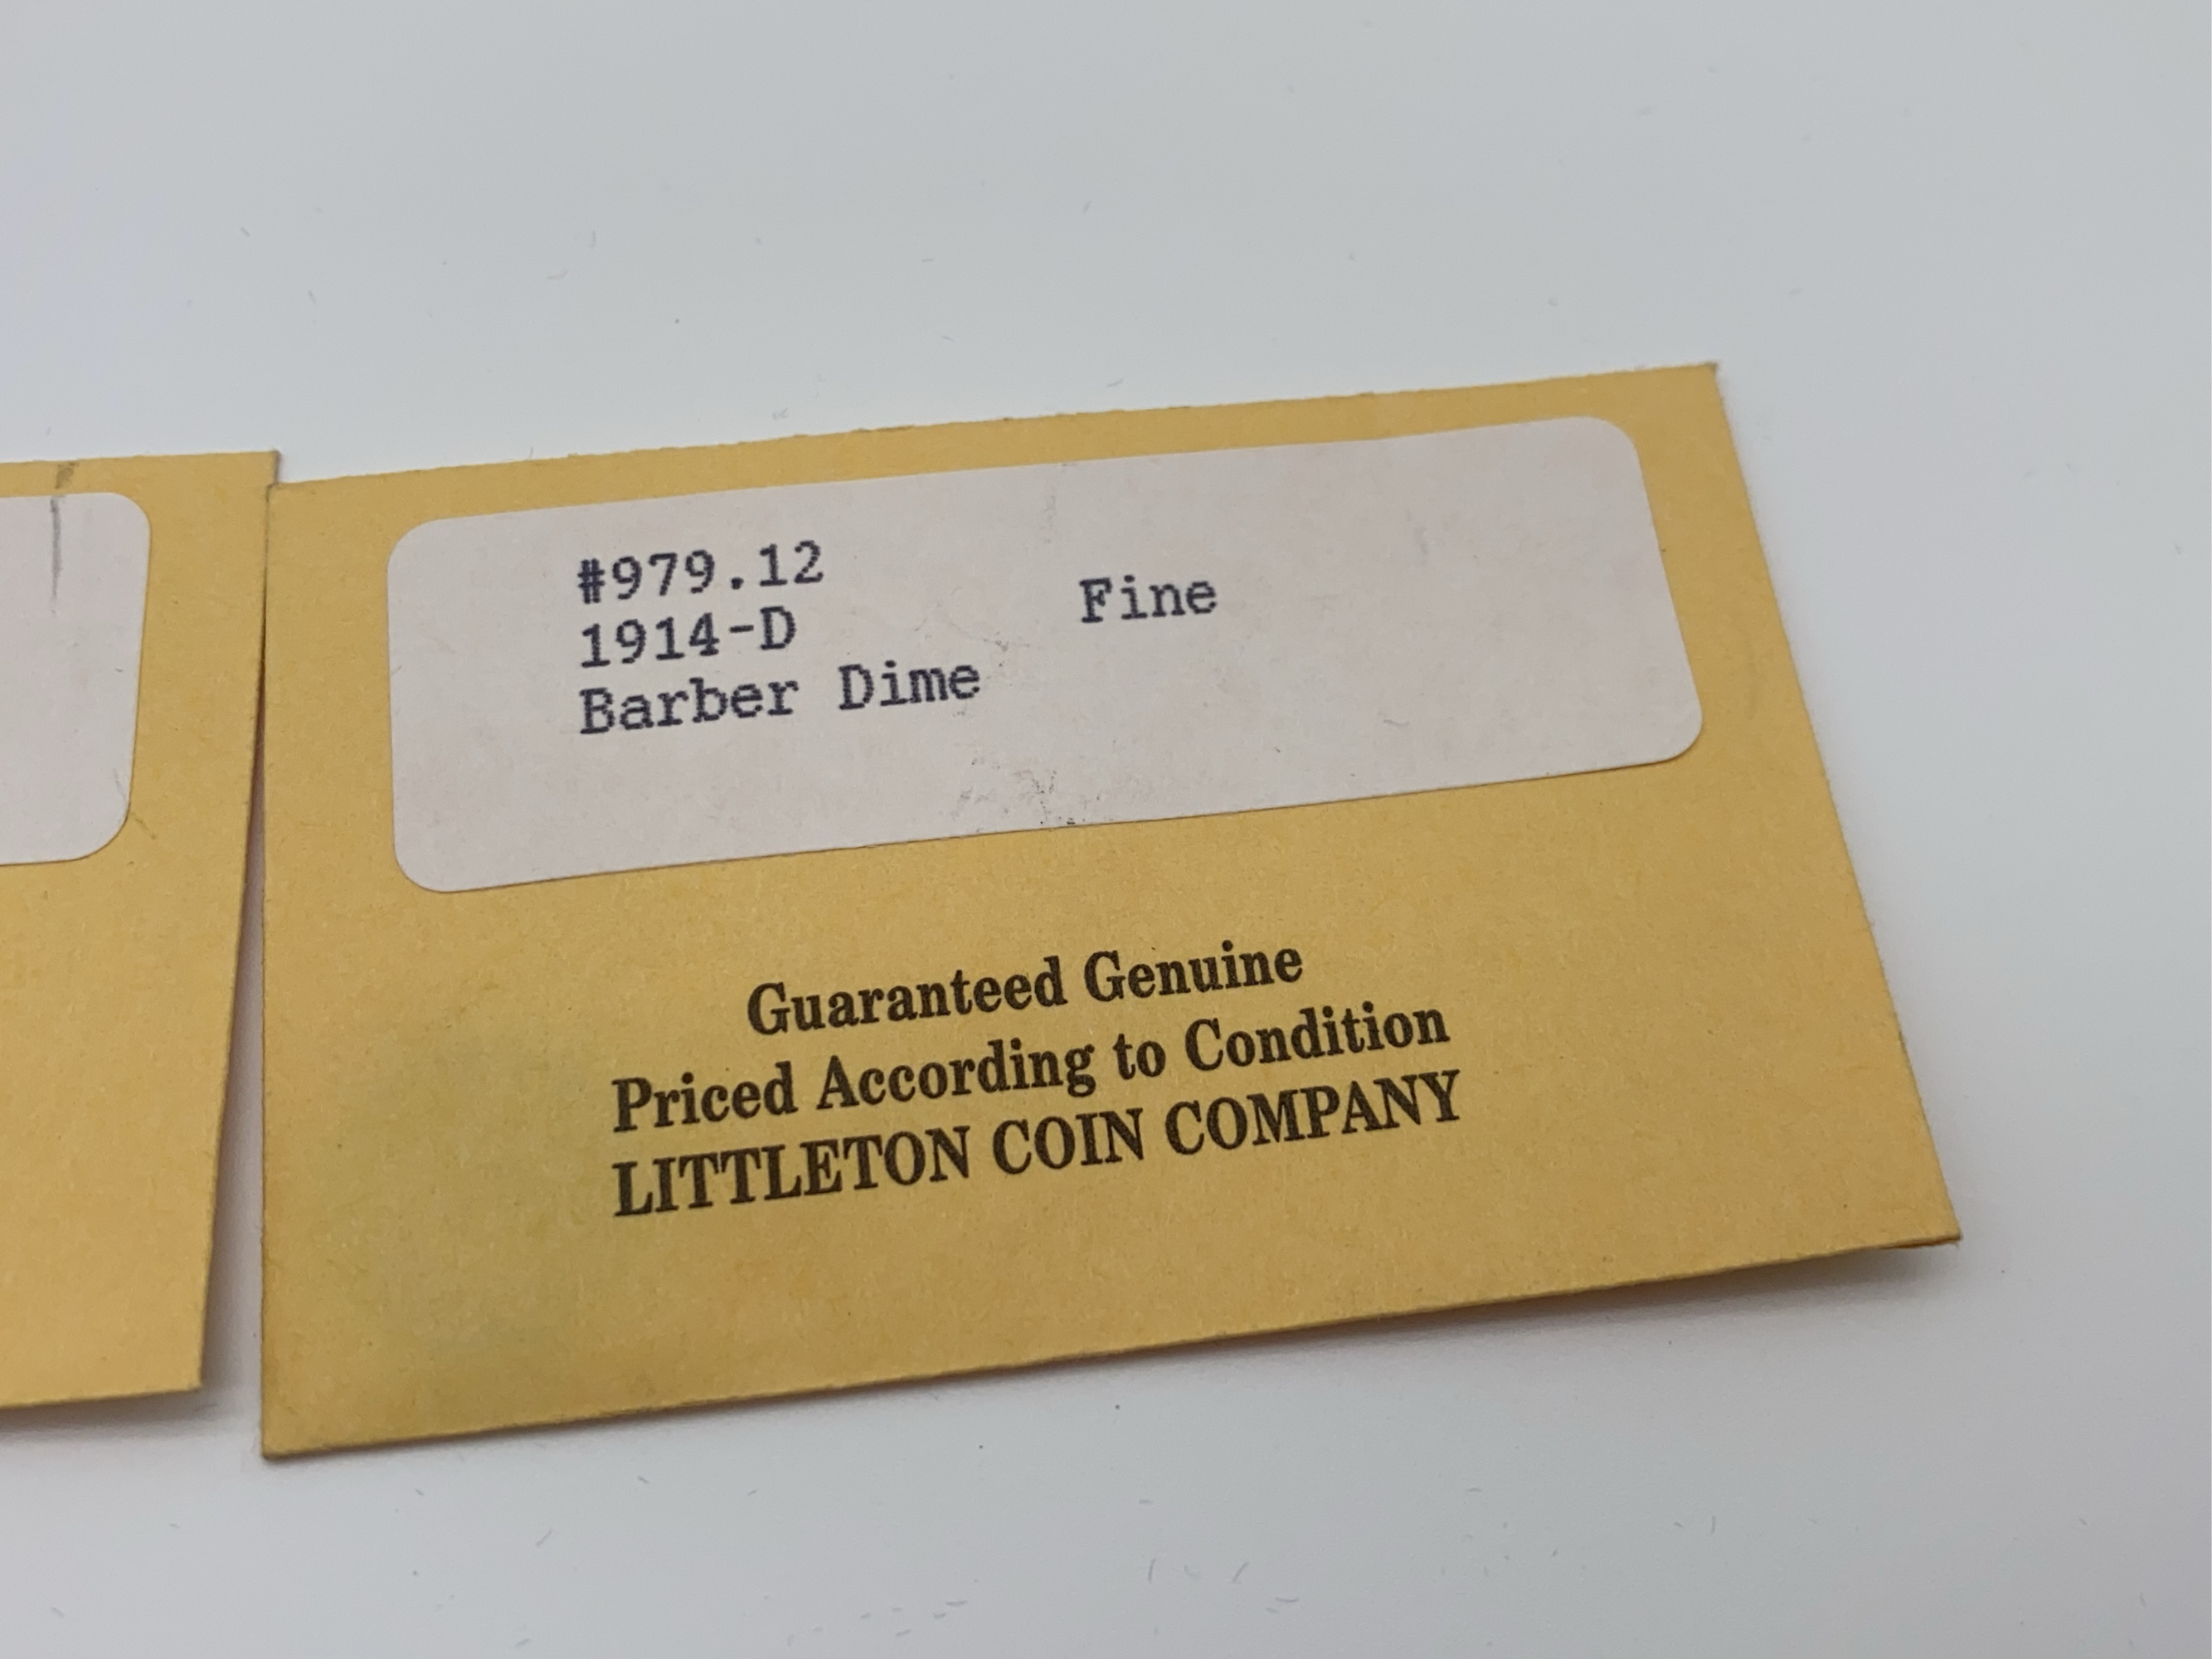 #979.12
1914-D Fine
Barber Dime
Guaranteed Genuine
Priced According to Condition
LITTLETON COIN COMPANY